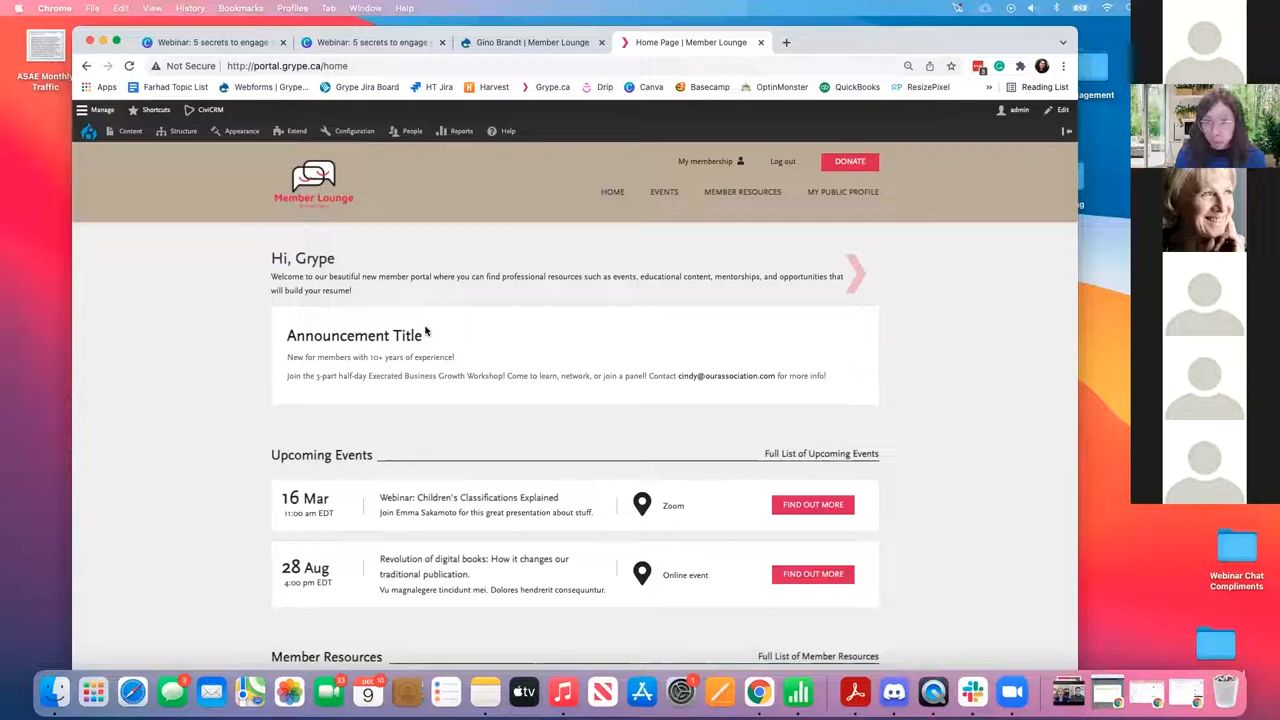 Chrome File Edit View History Bookmarks Profiles Tab Window Help
ASAE Monthly
Traffic
Webinar: 5 secrets to engage
Webinar: 5 secrets to engage
Gino Brandt | Member Lounge
Home Page | Member Lounge
Not Secure http://portal.grype.ca/home
Apps Farhad Topic List Webforms | Grype... Grype Jira Board HT Jira Harvest Grype.ca Drip Canva Basecamp OptinMonster QuickBooks ResizePixel » Reading List
Manage Shortcuts CiviCRM admin Edit
Content Structure Appearance Extend Configuration People Reports Help
My membership Log out DONATE
Member Lounge
HOME EVENTS MEMBER RESOURCES MY PUBLIC PROFILE
Hi, Grype
Welcome to our beautiful new member portal where you can find professional resources such as events, educational content, mentorships, and opportunities that
will build your resume!
Announcement Title
New for members with 10+ years of experience!
Join the 3-part half-day Execrated Business Growth Workshop! Come to learn, network, or join a panel! Contact cindy@ourassociation.com for more info!
Upcoming Events Full List of Upcoming Events
16 Mar
11:00 am EDT
Webinar: Children's Classifications Explained
Join Emma Sakamoto for this great presentation about stuff.
Zoom
FIND OUT MORE
28 Aug
4:00 pm EDT
Revolution of digital books: How it changes our
traditional publication.
Vu magnalegere tincidunt mei. Dolores hendrerit consequuntur.
Online event
FIND OUT MORE
Member Resources Full List of Member Resources
Webinar Chat
Compliments
3
33
DEC 10
9
1